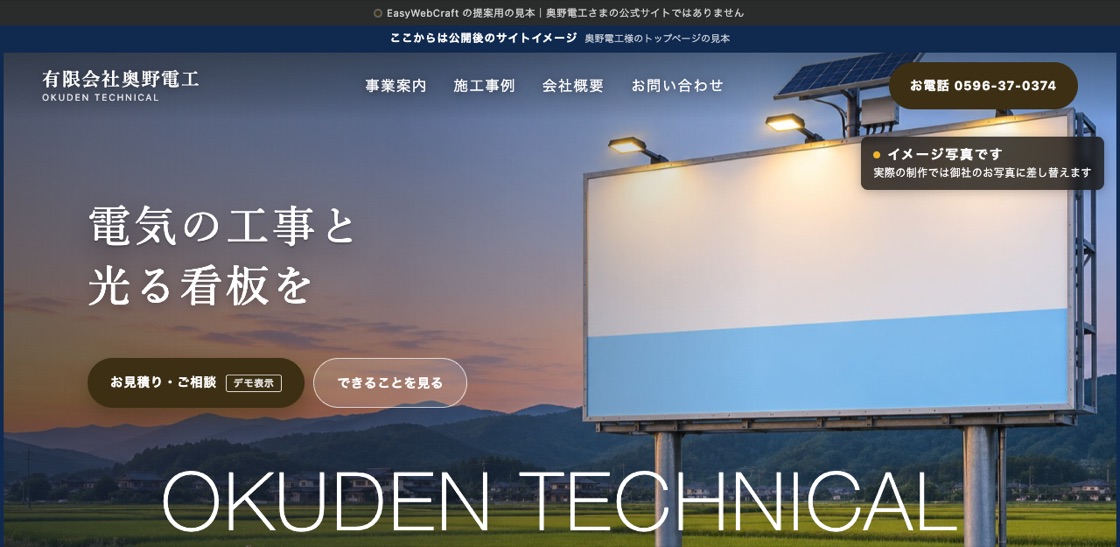 EasyWebCraft の提案用の見本｜奥野電工さまの公式サイトではありません
ここからは公開後のサイトイメージ 奥野電工様のトップページの見本
有限会社奥野電工
OKUDEN TECHNICAL
事業案内 施工事例 会社概要 お問い合わせ
お電話 0596-37-0374
イメージ写真です
実際の制作では御社のお写真に差し替えます
電気の工事と
光る看板を
お見積り・ご相談 デモ表示
できることを見る
OKUDEN TECHNICAL